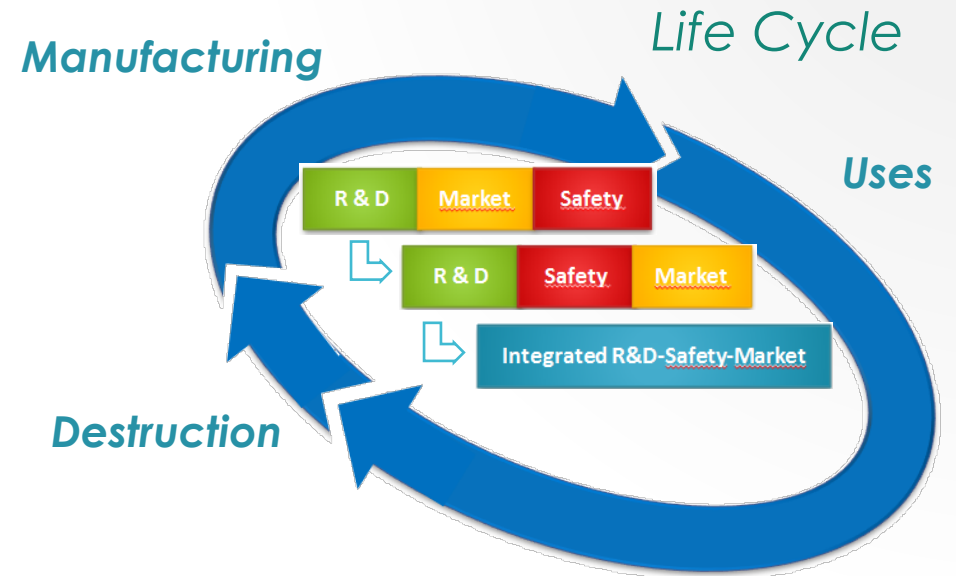 Life Cycle
Manufacturing
Uses
R & D Market Safety
R & D Safety Market
Integrated R&D-Safety-Market
Destruction